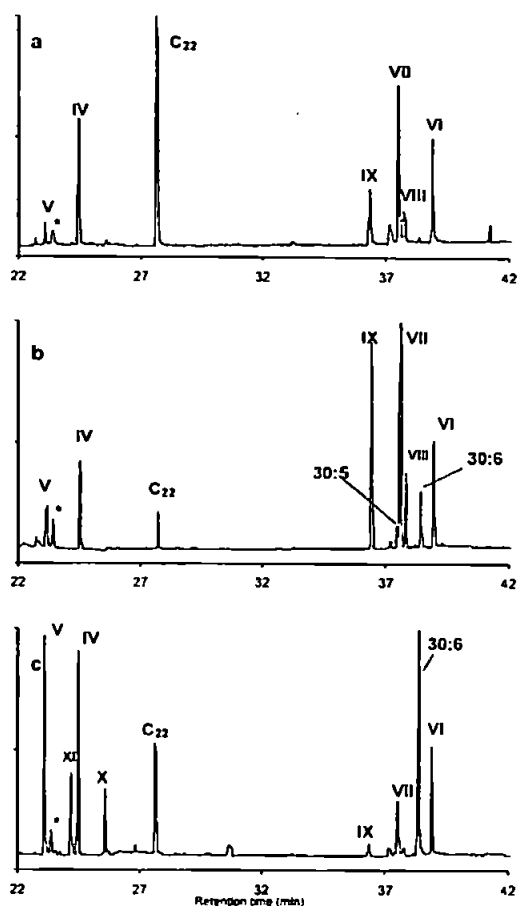 a
C22
IV
V
*
VII
VI
IX
VIII
22
27
32
37
42
b
IX
VII
IV
VI
VIII
30:6
30:5
V
*
C22
22
27
32
37
42
c
V
IV
30:6
VI
C22
XI
X
VII
*
IX
22
27
32
37
42
Retention time (min)